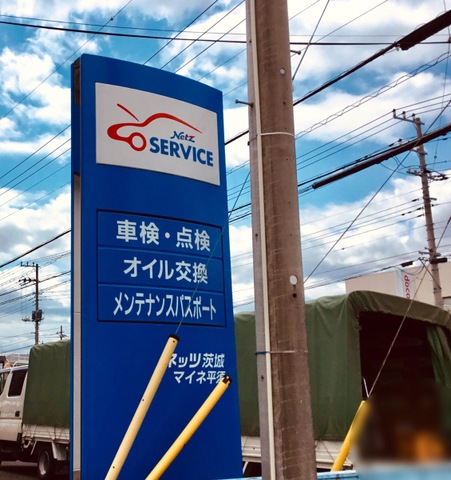 Netz
SERVICE
車検・点検
オイル交換
メンテナンスパスポート
ネッツ茨城
マイネ平須